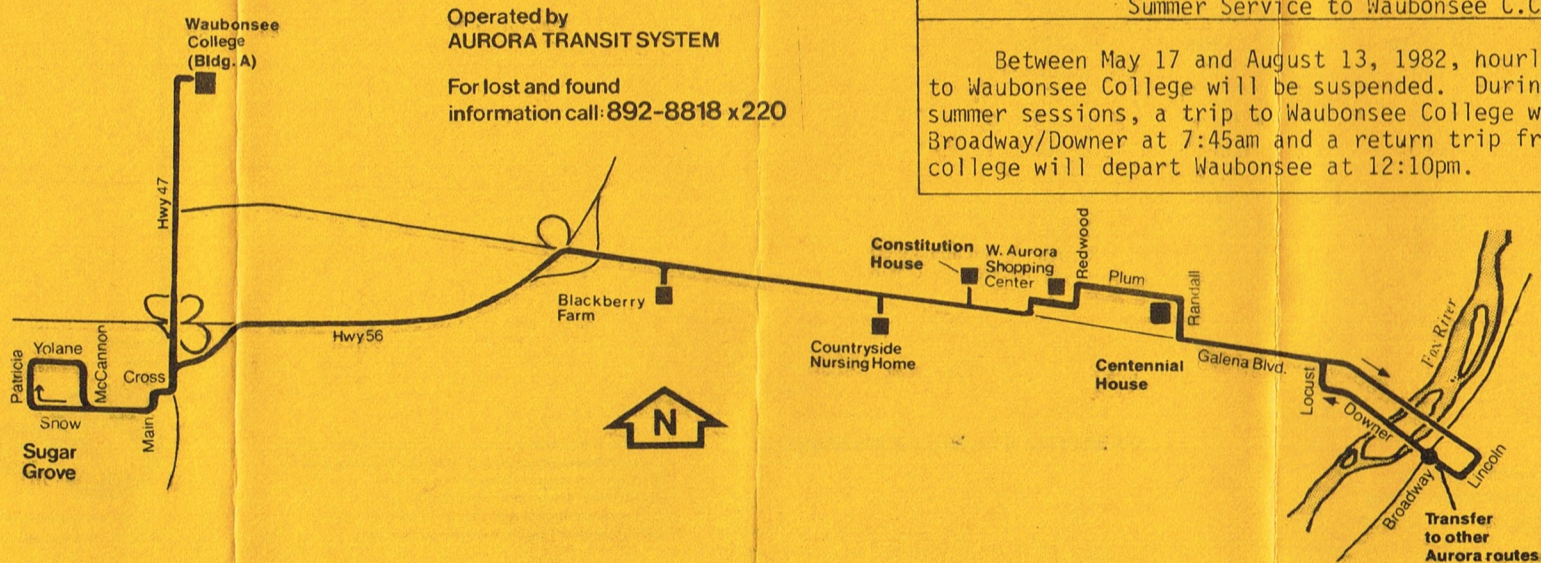 Waubonsee
College
(Bldg. A)
Operated by
AURORA TRANSIT SYSTEM
For lost and found
information call: 892-8818 x220
Summer Service to Waubonsee C.C
Between May 17 and August 13, 1982, hourl
to Waubonsee College will be suspended. Durin
summer sessions, a trip to Waubonsee College w
Broadway/Downer at 7:45am and a return trip fr
college will depart Waubonsee at 12:10pm.
Hwy 47
Constitution
House
W. Aurora
Shopping
Center
Redwood
Plum
Randall
Blackberry
Farm
Hwy 56
Countryside
Nursing Home
Centennial
House
Galena Blvd.
Fox River
Locust
Downer
Lincoln
Broadway
Transfer
to other
Aurora routes
Patricia
Yolane
McCannon
Cross
Snow
Main
Sugar
Grove
N